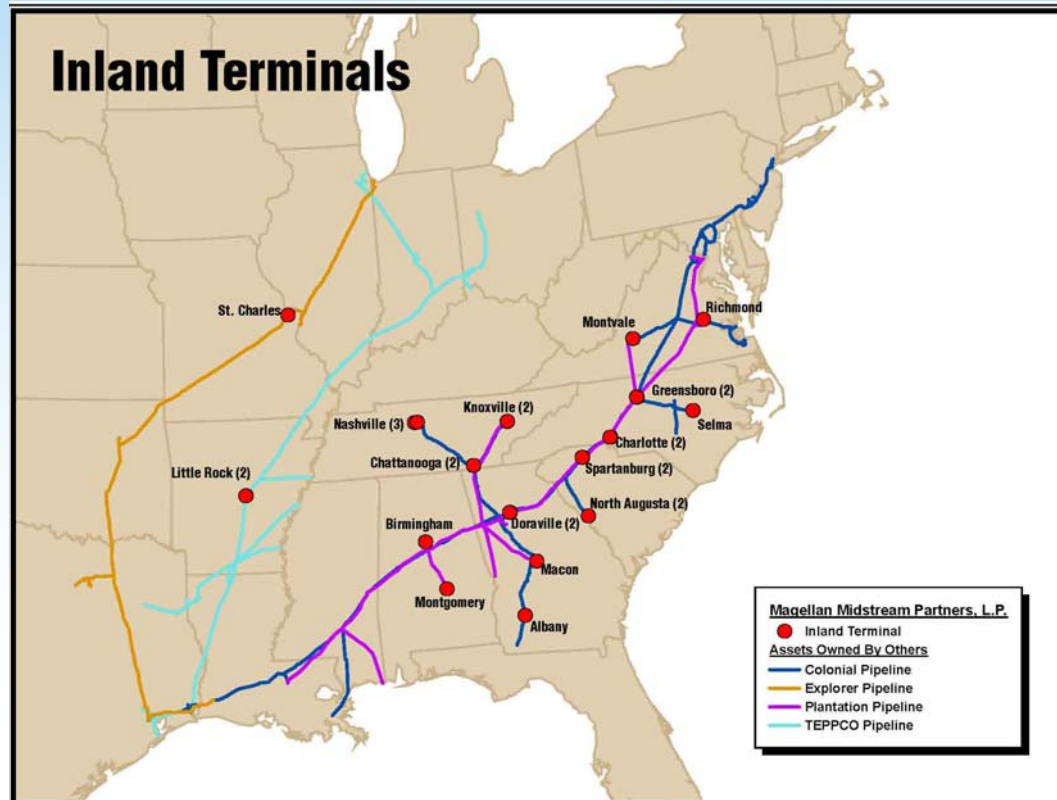 Inland Terminals
St. Charles
Richmond
Montvale
Greensboro (2)
Nashville (3)
Knoxville (2)
Selma
Charlotte (2)
Chattanooga (2)
Spartanburg (2)
Little Rock (2)
North Augusta (2)
Birmingham
Doraville (2)
Macon
Montgomery
Albany
Magellan Midstream Partners, L.P.
Inland Terminal
Assets Owned By Others
Colonial Pipeline
Explorer Pipeline
Plantation Pipeline
TEPPCO Pipeline